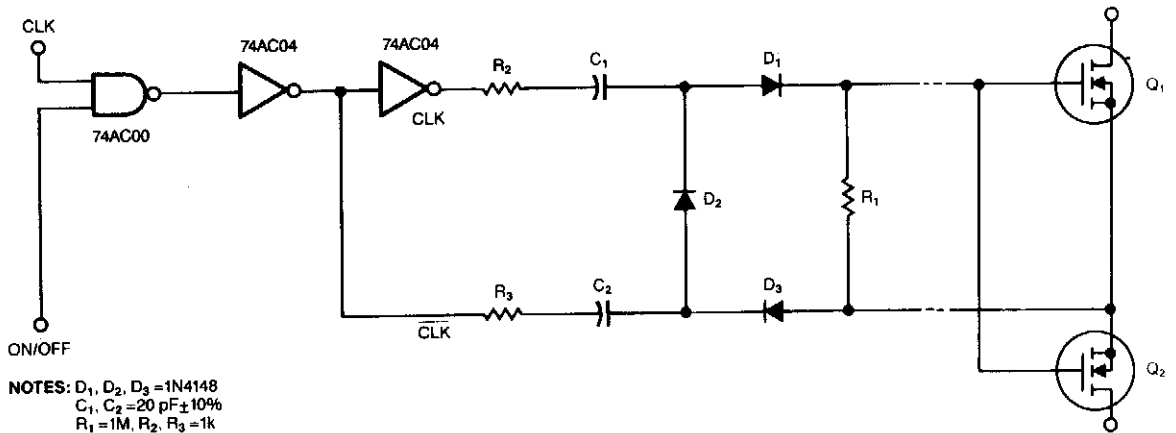 CLK
74AC04
74AC04
R2
C1
D1
Q1
CLK
74AC00
D2
R1
R3
C2
D3
C̅L̅K̅
ON/OFF
Q2
NOTES: D1, D2, D3 =1N4148
C1, C2 =20 pF±10%
R1 =1M, R2, R3 =1k